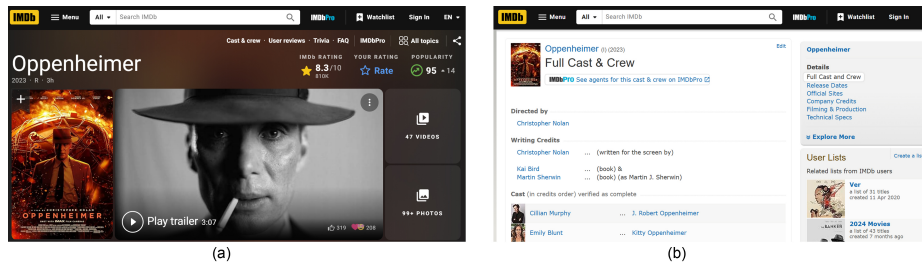 IMDb Menu All Search IMDb IMDbPro Watchlist Sign In EN
Cast & crew · User reviews · Trivia · FAQ IMDbPro All topics
Oppenheimer
2023 · R · 3h
IMDb RATING YOUR RATING POPULARITY
8.3/10 Rate 95 14
810K
47 VIDEOS
99+ PHOTOS
OPPENHEIMER
Play trailer 3:07
319 208
(a)
IMDb Menu All Search IMDb IMDbPro Watchlist Sign In
Oppenheimer (I) (2023)
Edit
Full Cast & Crew
IMDbPRO See agents for this cast & crew on IMDbPro
Directed by
Christopher Nolan
Writing Credits
Christopher Nolan ... (written for the screen by)
Kai Bird ... (book) &
Martin Sherwin ... (book) (as Martin J. Sherwin)
Cast (in credits order) verified as complete
Cillian Murphy ... J. Robert Oppenheimer
Emily Blunt ... Kitty Oppenheimer
Oppenheimer
Details
Full Cast and Crew
Release Dates
Official Sites
Company Credits
Filming & Production
Technical Specs
Explore More
User Lists
Create a lis
Related lists from IMDb users
Ver
a list of 31 titles
created 11 Apr 2020
2024 Movies
a list of 43 titles
created 7 months ago
(b)